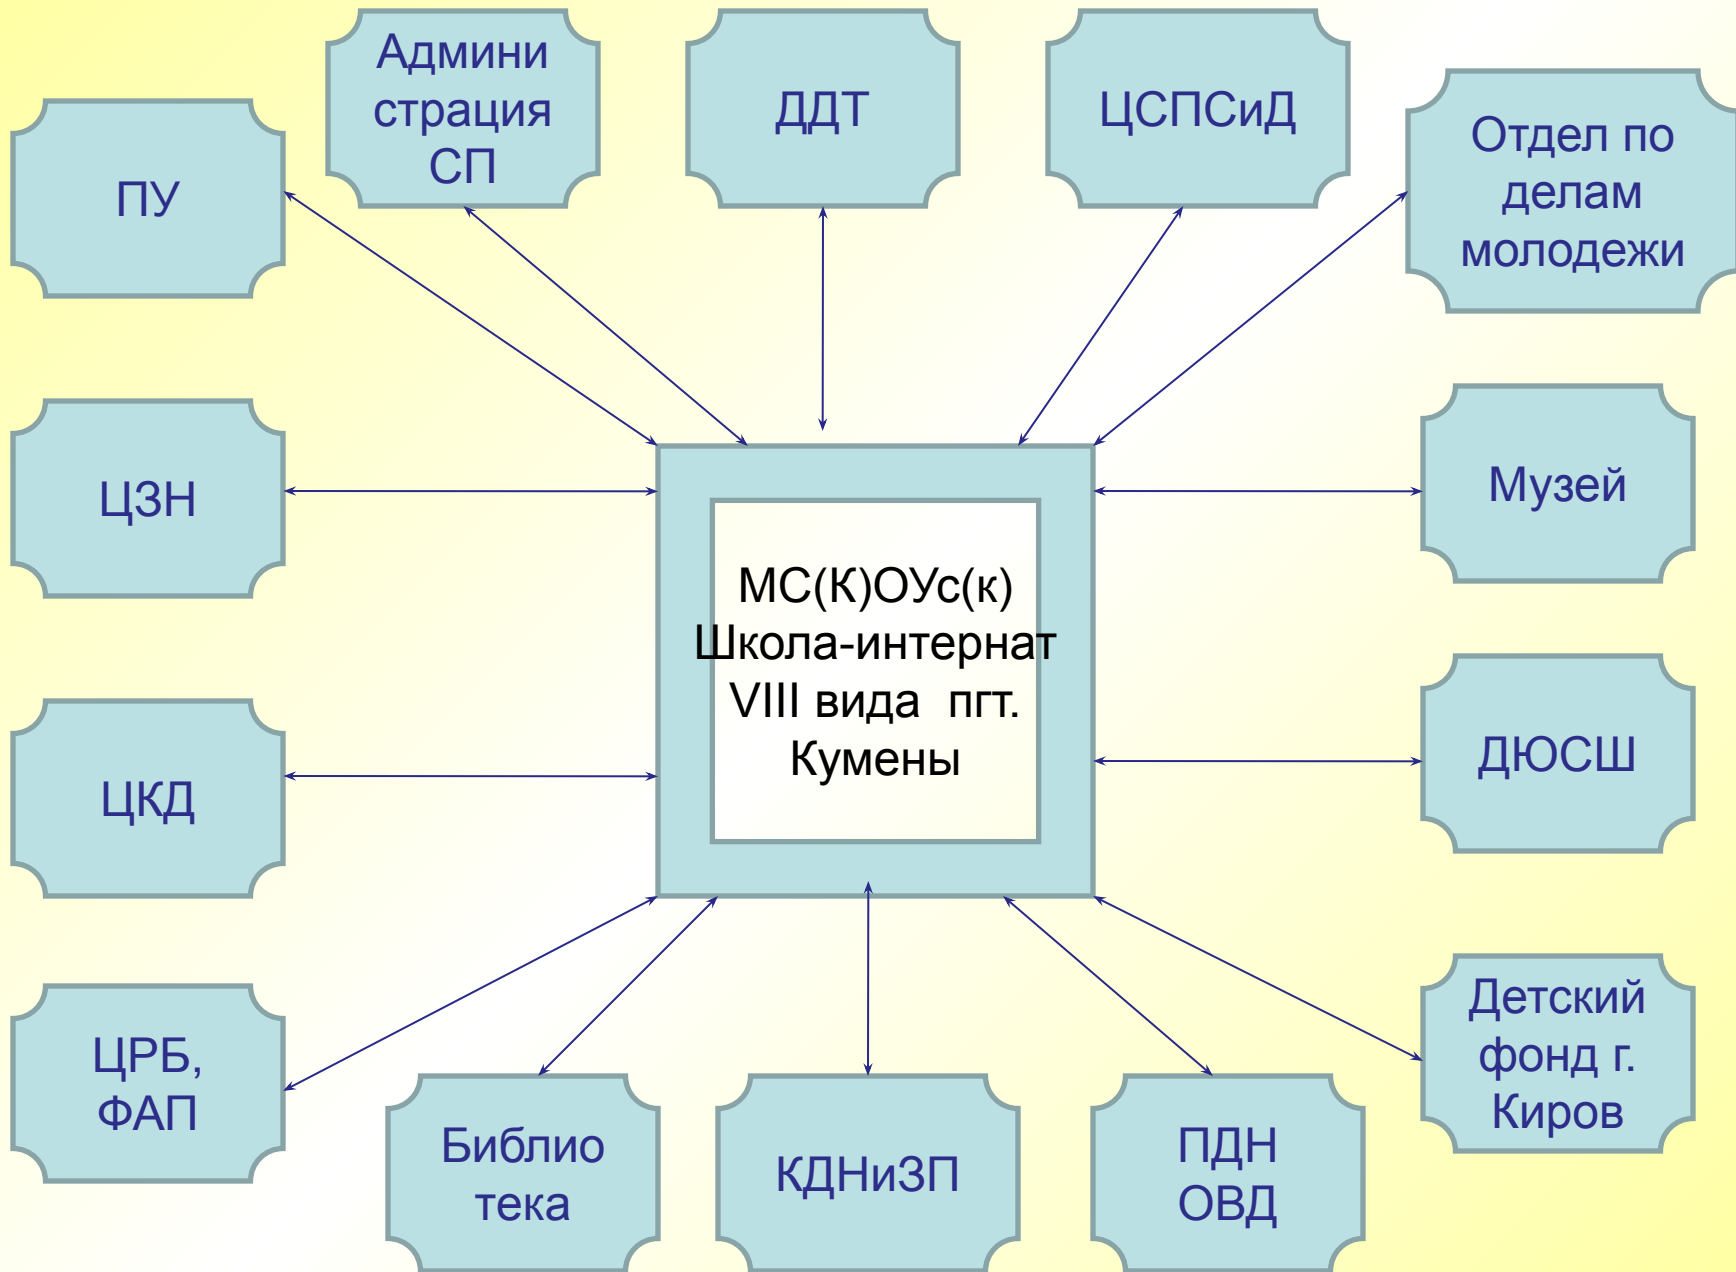 Админи
страция
СП
ДДТ
ЦСПСиД
Отдел по
делам
молодежи
ПУ
ЦЗН
Музей
МС(К)ОУс(к)
Школа-интернат
VIII вида  пгт.
Кумены
ЦКД
ДЮСШ
ЦРБ,
ФАП
Детский
фонд г.
Киров
Библио
тека
КДНиЗП
ПДН
ОВД